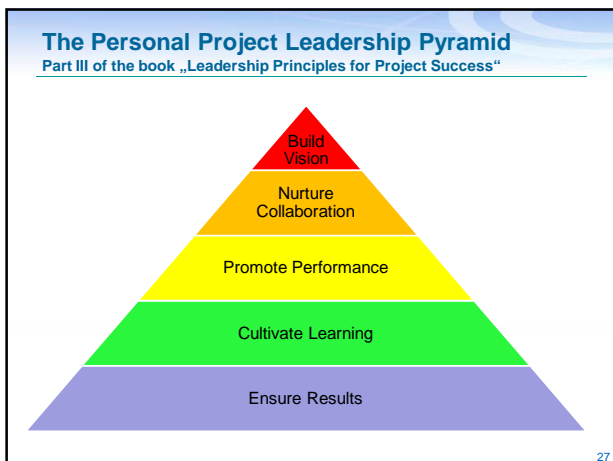 The Personal Project Leadership Pyramid
Part III of the book „Leadership Principles for Project Success“
Build
Vision
Nurture
Collaboration
Promote Performance
Cultivate Learning
Ensure Results
27